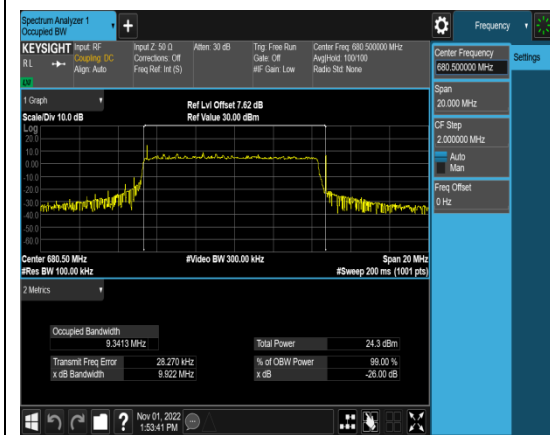 Spectrum Analyzer 1
Occupied BW
Frequency
KEYSIGHT
R L
Input: RF
Coupling: DC
Align: Auto
Input Z: 50 Ω
Corrections: Off
Freq Ref: Int (S)
Atten: 30 dB
Trig: Free Run
Gate: Off
#IF Gain: Low
Center Freq: 680.500000 MHz
Avg|Hold: 100/100
Radio Std: None
LV
1 Graph
Scale/Div 10.0 dB
Ref Lvl Offset 7.62 dB
Ref Value 30.00 dBm
Log
20.0
10.0
0.00
-10.0
-20.0
-30.0
-40.0
-50.0
-60.0
Center 680.50 MHz
#Res BW 100.00 kHz
#Video BW 300.00 kHz
Span 20 MHz
#Sweep 200 ms (1001 pts)
2 Metrics
Occupied Bandwidth
9.3413 MHz
Total Power 24.3 dBm
Transmit Freq Error 28.270 kHz
% of OBW Power 99.00 %
x dB Bandwidth 9.922 MHz
x dB -26.00 dB
Nov 01, 2022
1:53:41 PM
Center Frequency
680.500000 MHz
Settings
Span
20.000 MHz
CF Step
2.000000 MHz
Auto
Man
Freq Offset
0 Hz